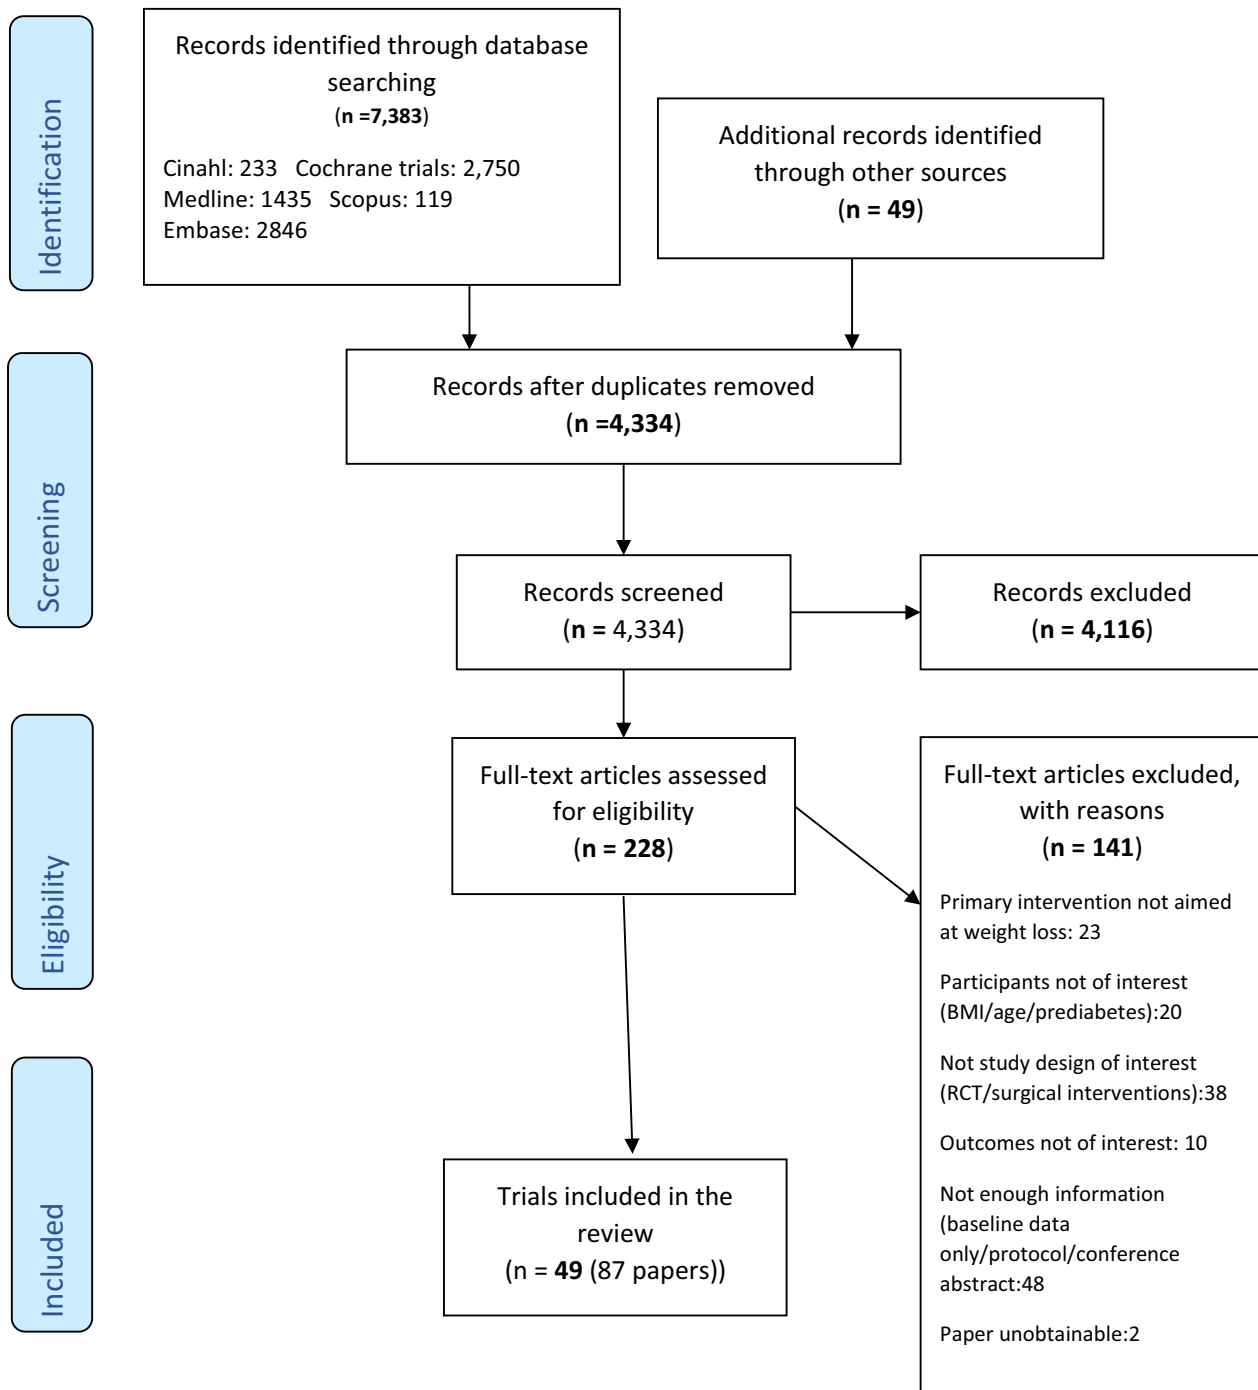 Identification
Records identified through database
searching
(n =7,383)
Cinahl: 233   Cochrane trials: 2,750
Medline: 1435   Scopus: 119
Embase: 2846
Additional records identified
through other sources
(n = 49)
Screening
Records after duplicates removed
(n =4,334)
Records screened
(n = 4,334)
Records excluded
(n = 4,116)
Eligibility
Full-text articles assessed
for eligibility
(n = 228)
Full-text articles excluded,
with reasons
(n = 141)
Primary intervention not aimed
at weight loss: 23
Participants not of interest
(BMI/age/prediabetes):20
Not study design of interest
(RCT/surgical interventions):38
Outcomes not of interest: 10
Not enough information
(baseline data
only/protocol/conference
abstract:48
Paper unobtainable:2
Included
Trials included in the
review
(n = 49 (87 papers))